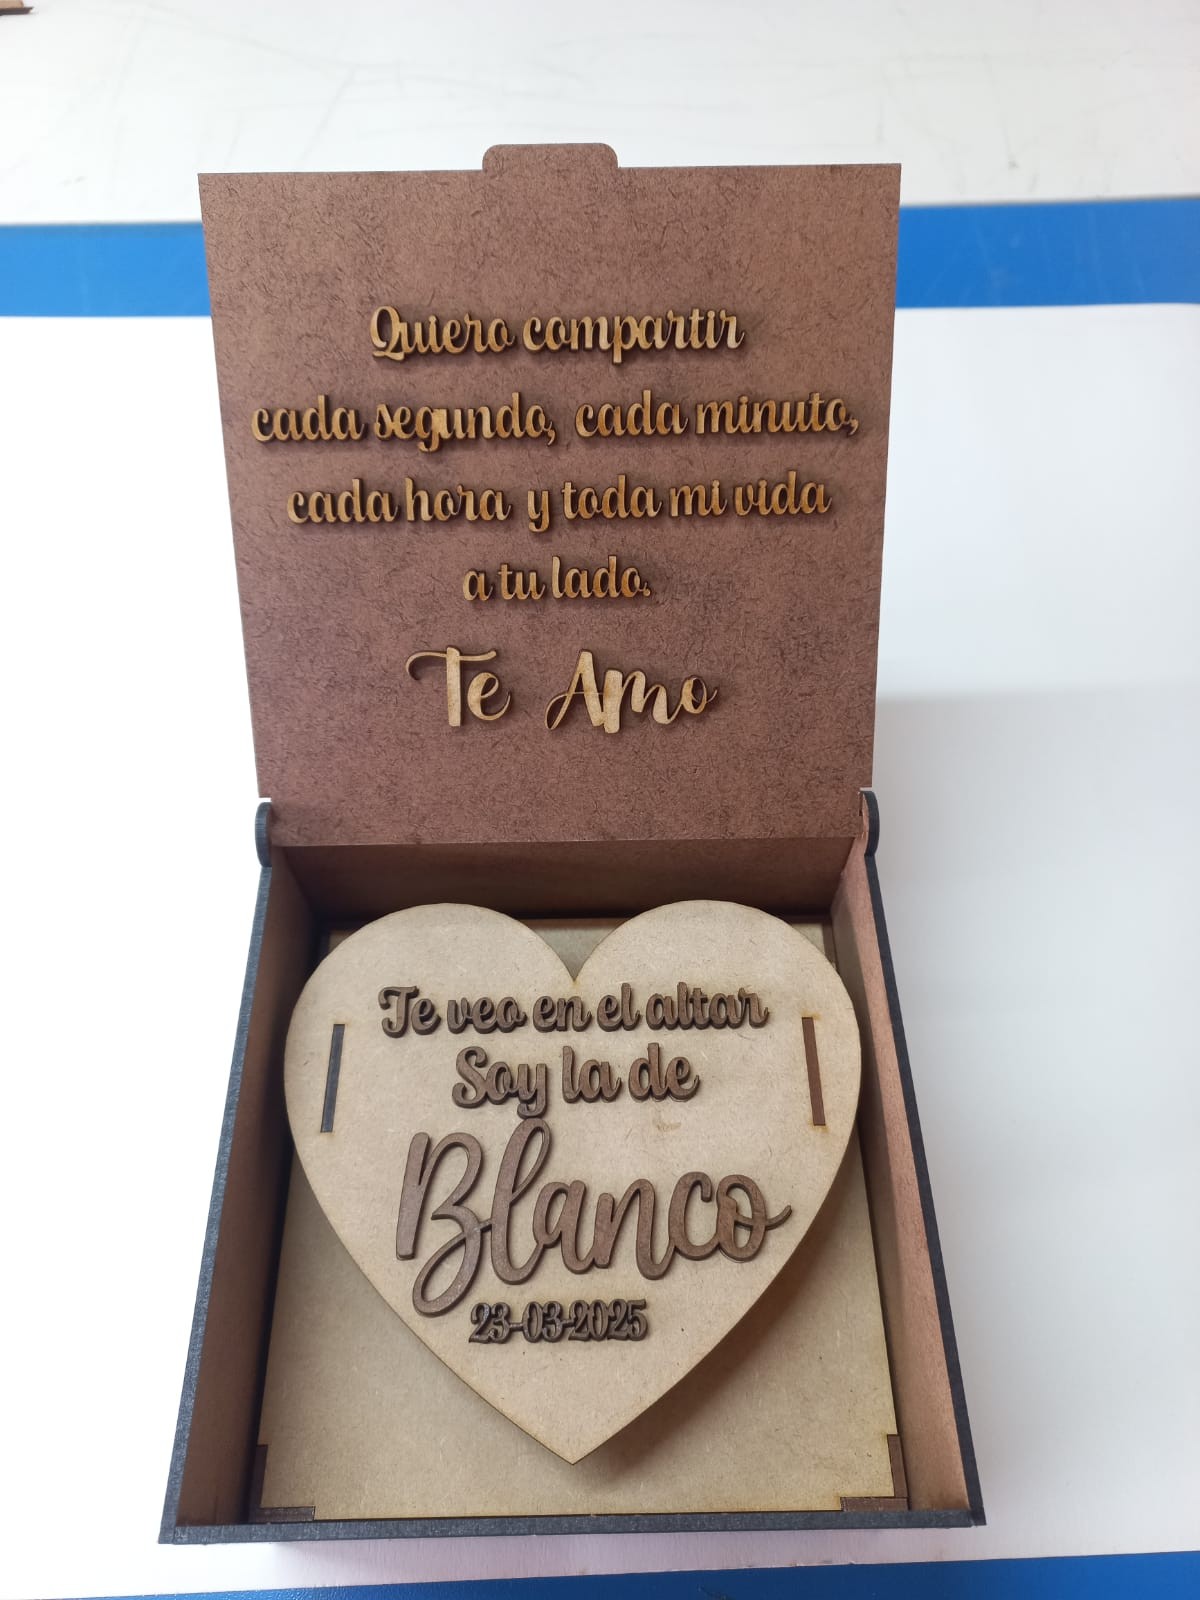 Quiero compartir
cada segundo, cada minuto,
cada hora y toda mi vida
a tu lado.
Te Amo
Te veo en el altar
Soy la de
Blanco
23-03-2025